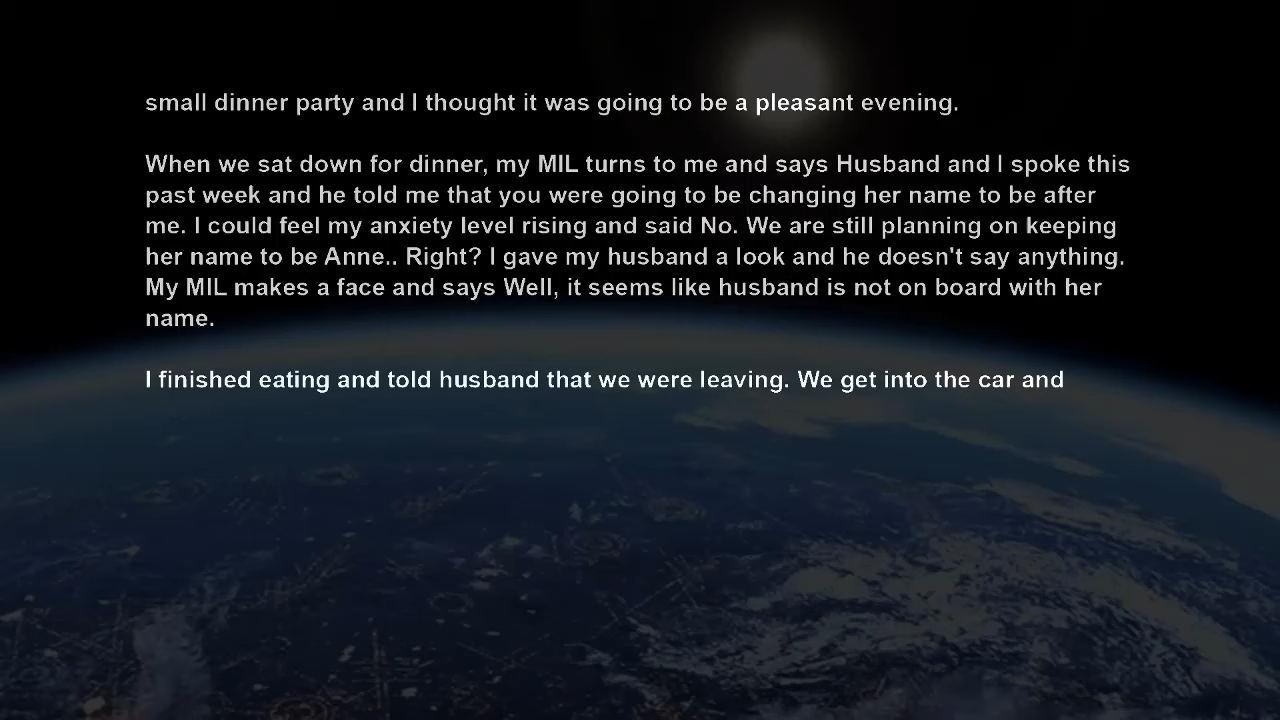 small dinner party and I thought it was going to be a pleasant evening.
When we sat down for dinner, my MIL turns to me and says Husband and I spoke this
past week and he told me that you were going to be changing her name to be after
me. I could feel my anxiety level rising and said No. We are still planning on keeping
her name to be Anne.. Right? I gave my husband a look and he doesn't say anything.
My MIL makes a face and says Well, it seems like husband is not on board with her
name.
I finished eating and told husband that we were leaving. We get into the car and